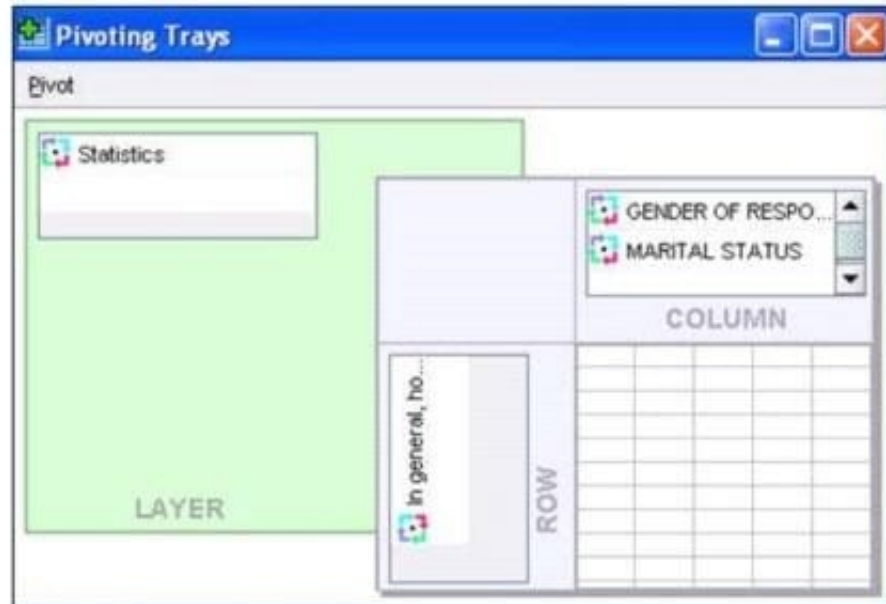 Pivoting Trays
Pivot
Statistics
GENDER OF RESPO...
MARITAL STATUS
COLUMN
In general, ho...
ROW
LAYER